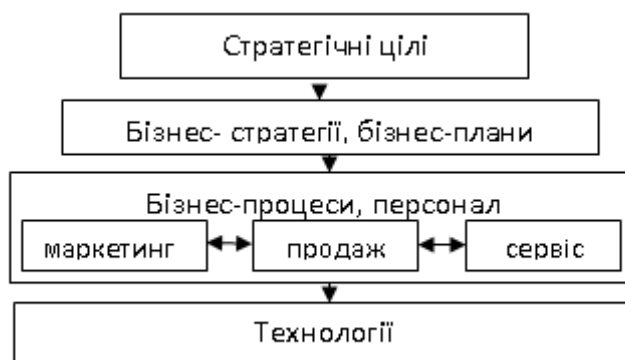 Стратегічні цілі
Бізнес- стратегії, бізнес-плани
Бізнес-процеси, персонал
маркетинг продаж сервіс
Технології